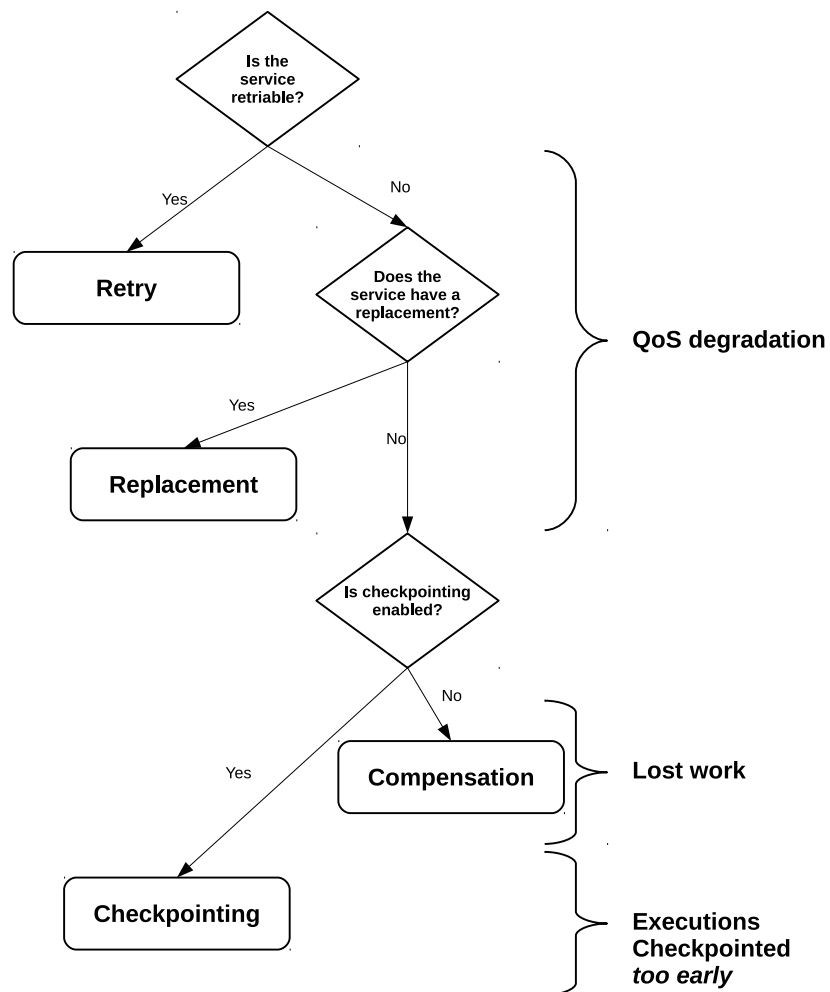 Is the
service
retriable?
Yes
No
Retry
Does the
service have a
replacement?
QoS degradation
Yes
No
Replacement
Is checkpointing
enabled?
No
Yes
Compensation
Lost work
Checkpointing
Executions
Checkpointed
too early